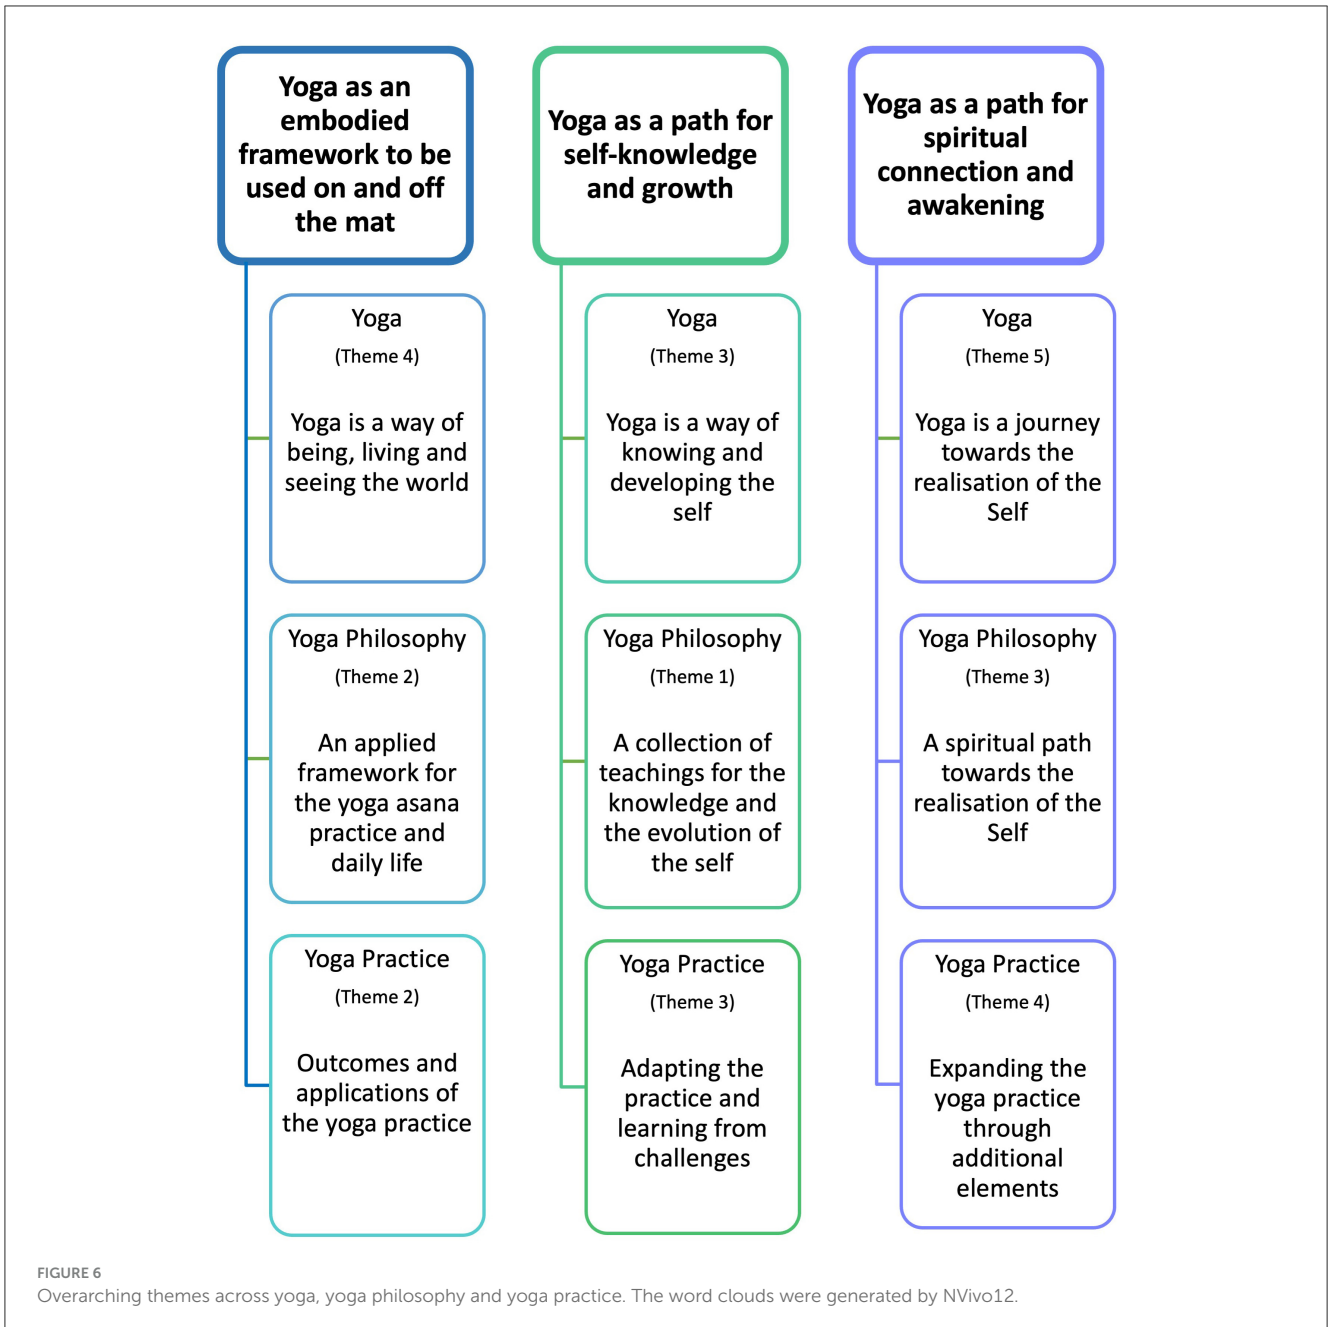 Yoga as an
embodied
framework to be
used on and off
the mat
Yoga
(Theme 4)
Yoga is a way of
being, living and
seeing the world
Yoga Philosophy
(Theme 2)
An applied
framework for
the yoga asana
practice and
daily life
Yoga Practice
(Theme 2)
Outcomes and
applications of
the yoga practice
Yoga as a path for
self-knowledge
and growth
Yoga
(Theme 3)
Yoga is a way of
knowing and
developing the
self
Yoga Philosophy
(Theme 1)
A collection of
teachings for the
knowledge and
the evolution of
the self
Yoga Practice
(Theme 3)
Adapting the
practice and
learning from
challenges
Yoga as a path for
spiritual
connection and
awakening
Yoga
(Theme 5)
Yoga is a journey
towards the
realisation of the
Self
Yoga Philosophy
(Theme 3)
A spiritual path
towards the
realisation of the
Self
Yoga Practice
(Theme 4)
Expanding the
yoga practice
through
additional
elements
FIGURE 6
Overarching themes across yoga, yoga philosophy and yoga practice. The word clouds were generated by NVivo12.